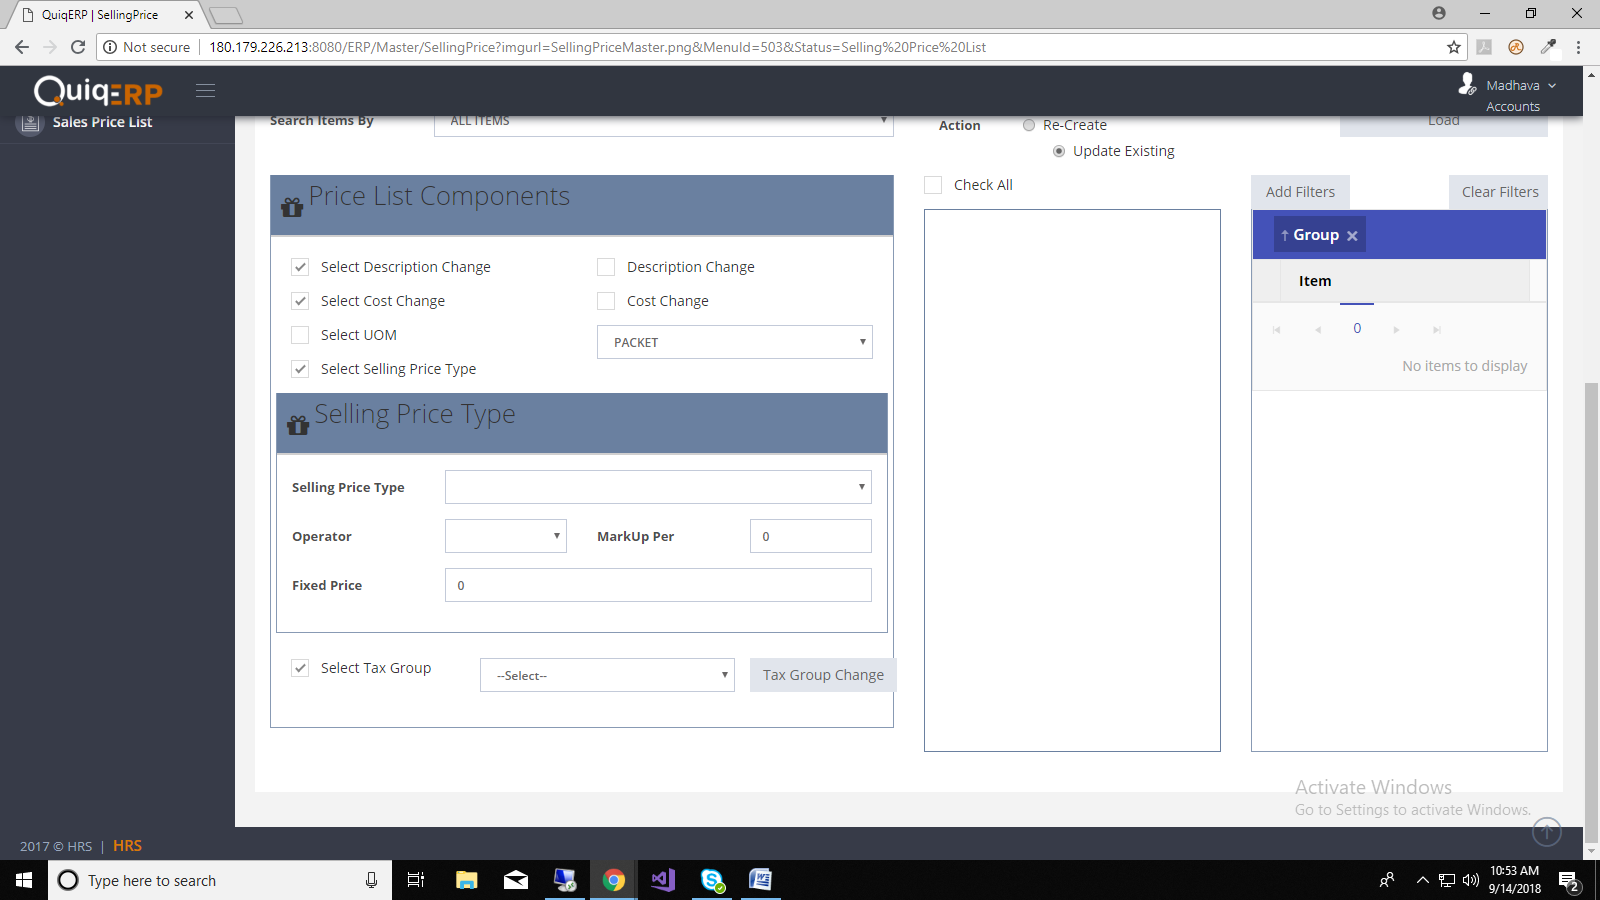 QuiqERP | SellingPrice
Not secure | 180.179.226.213:8080/ERP/Master/SellingPrice?imgurl=SellingPriceMaster.png&MenuId=503&Status=Selling%20Price%20List
QuiqERP
Madhava
Accounts
Sales Price List
Search Items By
ALL ITEMS
Action
Re-Create
Load
Update Existing
Price List Components
Check All
Add Filters
Clear Filters
Group
Item
Select Description Change
Description Change
Select Cost Change
Cost Change
Select UOM
PACKET
0
No items to display
Select Selling Price Type
Selling Price Type
Selling Price Type
Operator
MarkUp Per
0
Fixed Price
0
Select Tax Group
--Select--
Tax Group Change
Activate Windows
Go to Settings to activate Windows.
2017 © HRS | HRS
Type here to search
10:53 AM
9/14/2018
2